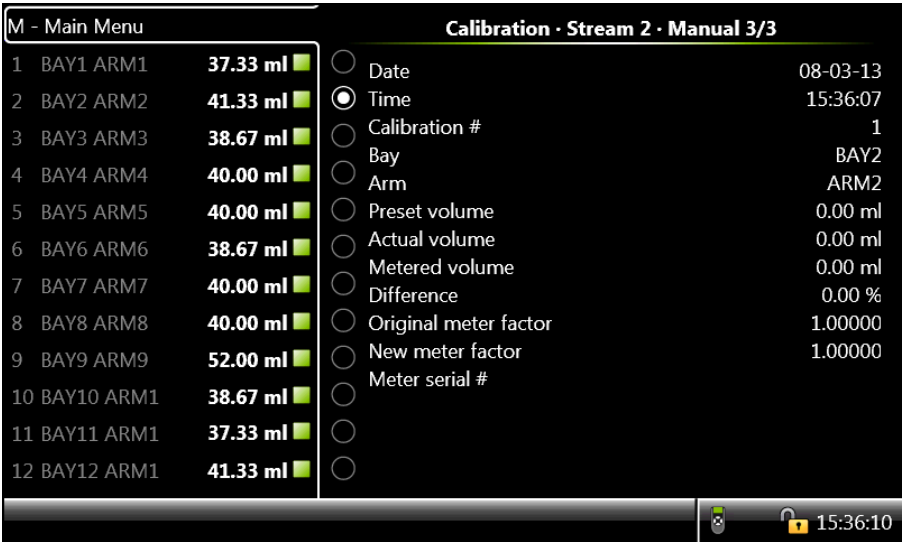 M - Main Menu
1 BAY1 ARM1 37.33 ml
2 BAY2 ARM2 41.33 ml
3 BAY3 ARM3 38.67 ml
4 BAY4 ARM4 40.00 ml
5 BAY5 ARM5 40.00 ml
6 BAY6 ARM6 38.67 ml
7 BAY7 ARM7 40.00 ml
8 BAY8 ARM8 40.00 ml
9 BAY9 ARM9 52.00 ml
10 BAY10 ARM1 38.67 ml
11 BAY11 ARM1 37.33 ml
12 BAY12 ARM1 41.33 ml
Calibration · Stream 2 · Manual 3/3
Date 08-03-13
Time 15:36:07
Calibration # 1
Bay BAY2
Arm ARM2
Preset volume 0.00 ml
Actual volume 0.00 ml
Metered volume 0.00 ml
Difference 0.00 %
Original meter factor 1.00000
New meter factor 1.00000
Meter serial #
15:36:10